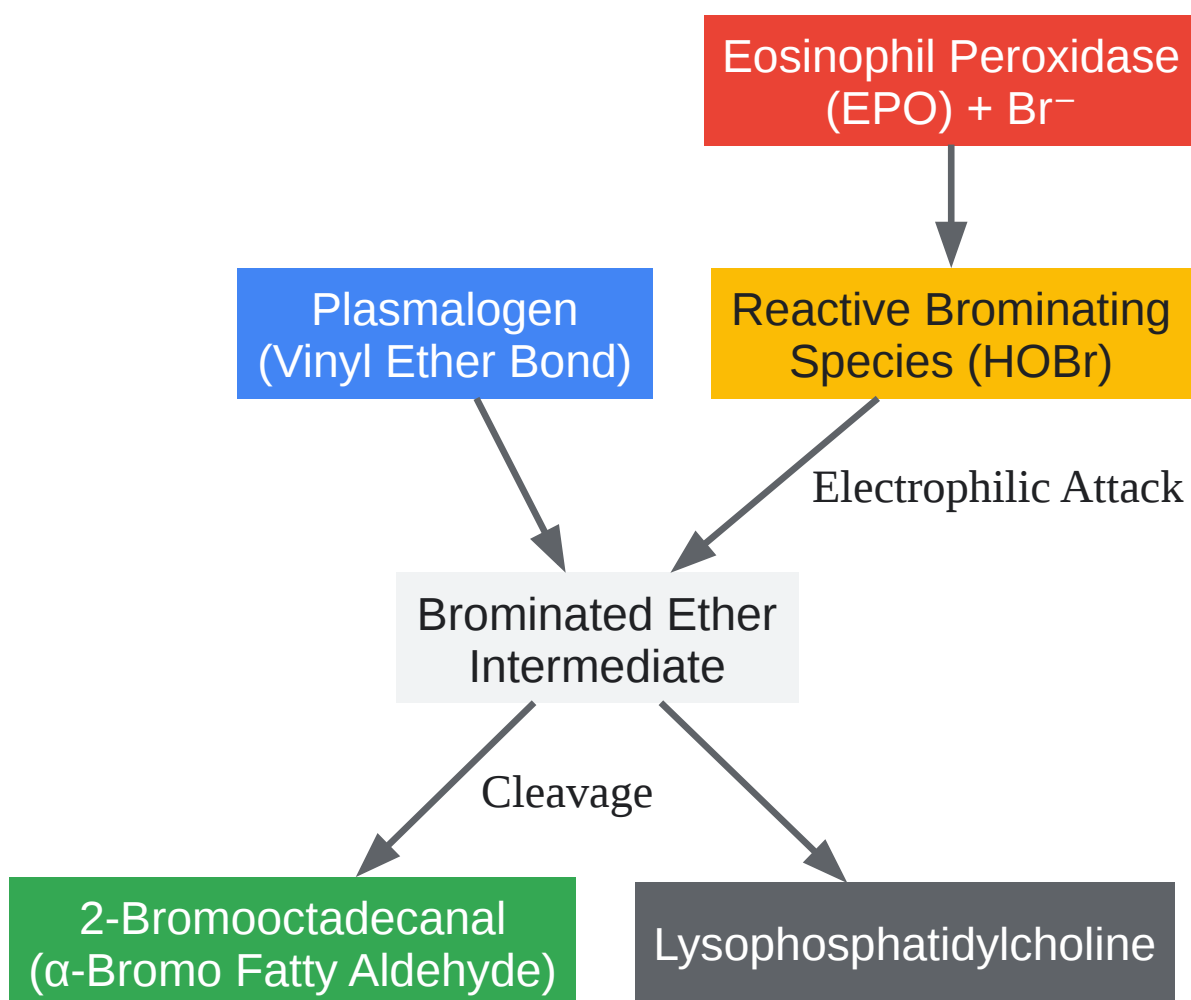 Eosinophil Peroxidase
(EPO) + Br⁻
Plasmalogen
(Vinyl Ether Bond)
Reactive Brominating
Species (HOBr)
Electrophilic Attack
Brominated Ether
Intermediate
Cleavage
2-Bromooctadecanal
(α-Bromo Fatty Aldehyde)
Lysophosphatidylcholine